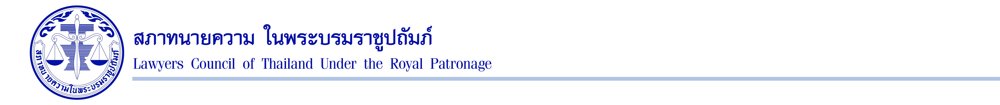 สภาทนายความ ในพระบรมราชูปถัมภ์
Lawyers Council of Thailand Under the Royal Patronage
สภาทนายความในพระบรมราชูปถัมภ์